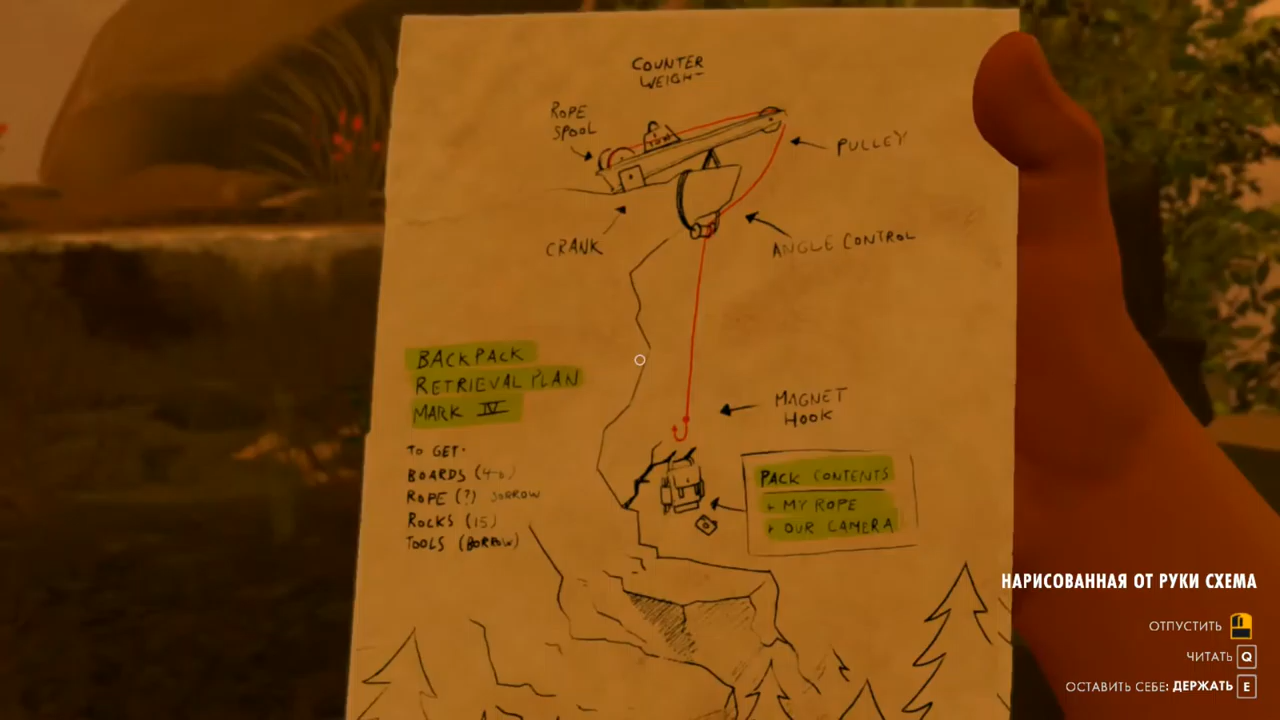 COUNTER
WEIGHT
ROPE
SPOOL
PULLEY
CRANK
ANGLE CONTROL
BACKPACK
RETRIEVAL PLAN
MARK IV
MAGNET
HOOK
TO GET:
BOARDS (4-6)
ROPE (?) BORROW
ROCKS (15)
TOOLS (BORROW)
PACK CONTENTS
+ MY ROPE
+ OUR CAMERA
НАРИСОВАННАЯ ОТ РУКИ СХЕМА
ОТПУСТИТЬ
ЧИТАТЬ Q
ОСТАВИТЬ СЕБЕ: ДЕРЖАТЬ E